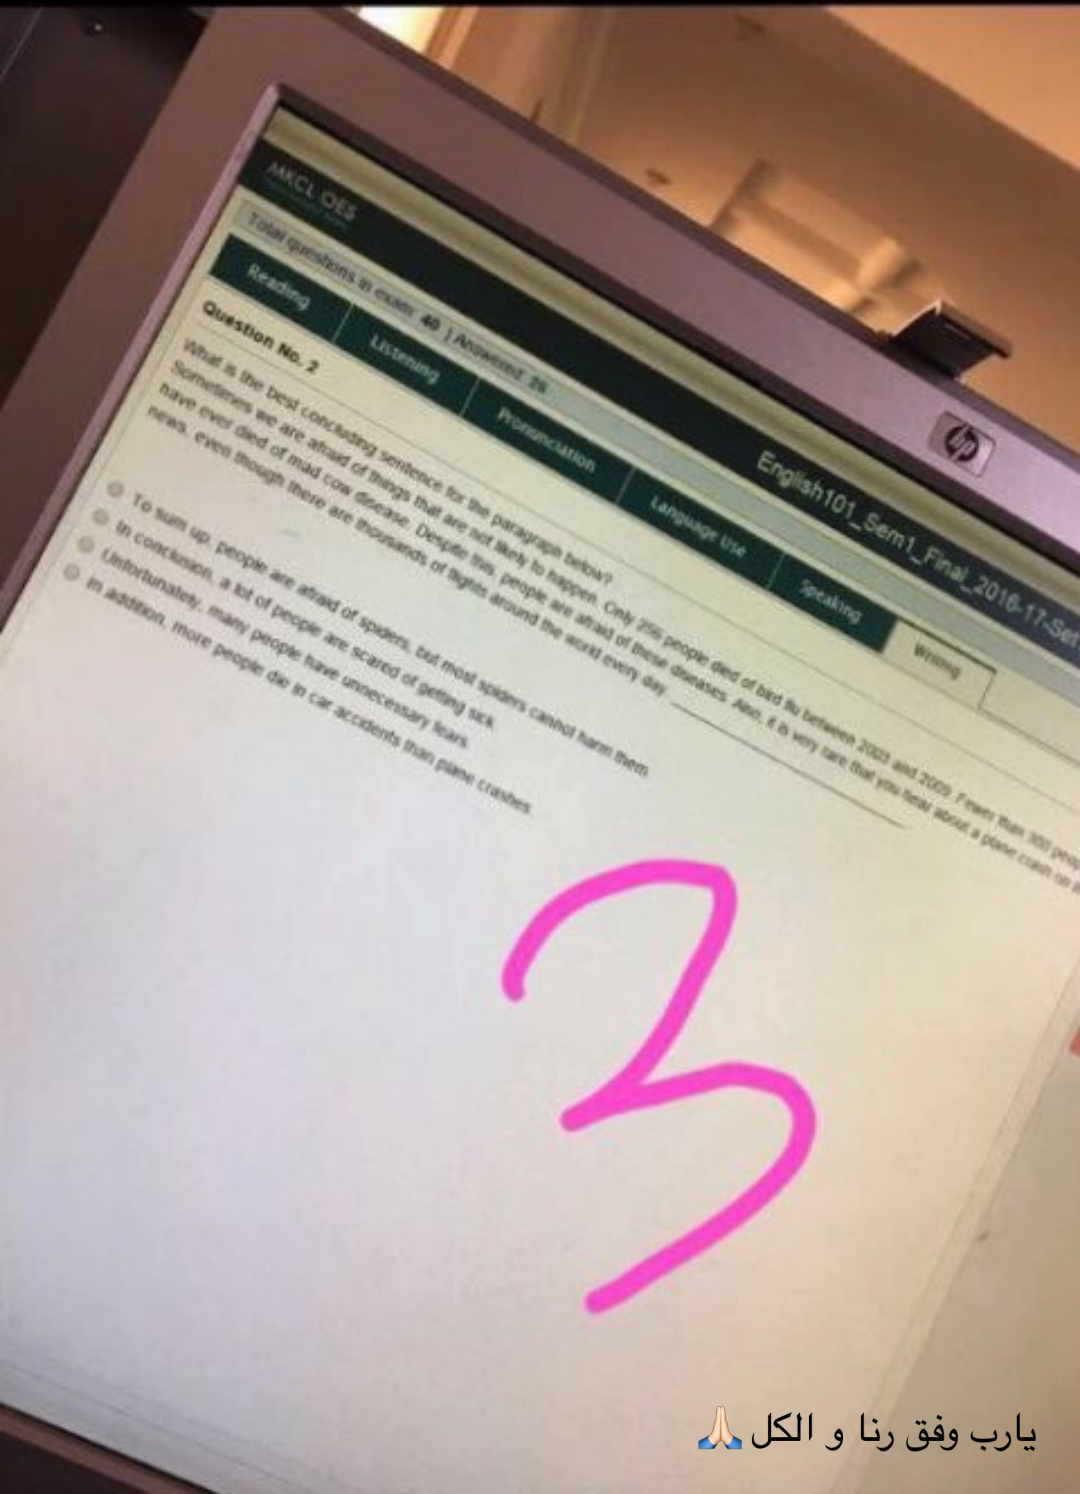 MKCL OES
English101_Sem1_Final_2016-17-Set
Total questions in exam: 40 | Answered: 26
Reading
Listening
Pronunciation
Language Use
Speaking
Writing
Question No. 2
What is the best concluding sentence for the paragraph below?
Sometimes we are afraid of things that are not likely to happen. Only 256 people died of bird flu between 2003 and 2009. Fewer than
have ever died of mad cow disease. Despite this, people are afraid of these diseases. Also, it is very rare that you hear about a plane crash on
news, even though there are thousands of flights around the world every day.
To sum up, people are afraid of spiders, but most spiders cannot harm them.
In conclusion, a lot of people are scared of getting sick.
Unfortunately, many people have unnecessary fears.
In addition, more people die in car accidents than plane crashes.
hp
3
يارب وفق رنا و الكل🙏🏻